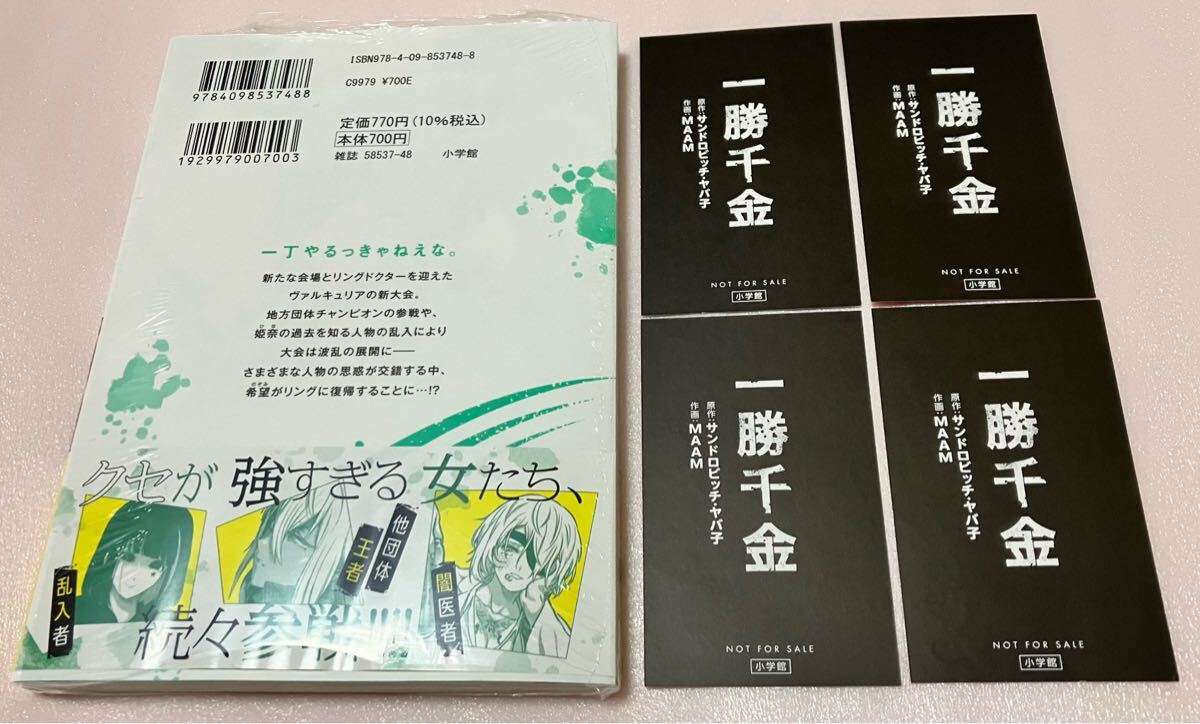 ISBN978-4-09-853748-8
C9979 ¥700E
9784098537488
定価770円(10%税込)
本体700円
1929979007003
雑誌 58537-48 小学館
一丁やるっきゃねえな。
新たな会場とリングドクターを迎えた
ヴァルキュリアの新大会。
地方団体チャンピオンの参戦や、
ひな
姫奈の過去を知る人物の乱入により
大会は波乱の展開に――
さまざまな人物の思惑が交錯する中、
のぞみ
希望がリングに復帰することに…!?
クセが強すぎる女たち、
乱入者
他団体
王者
闇医者
続々参戦!!!!
一勝千金
原作:サンドロビッチ・ヤバ子
作画:MAAM
NOT FOR SALE
小学館
一勝千金
原作:サンドロビッチ・ヤバ子
作画:MAAM
NOT FOR SALE
小学館
一勝千金
原作:サンドロビッチ・ヤバ子
作画:MAAM
NOT FOR SALE
小学館
一勝千金
原作:サンドロビッチ・ヤバ子
作画:MAAM
NOT FOR SALE
小学館